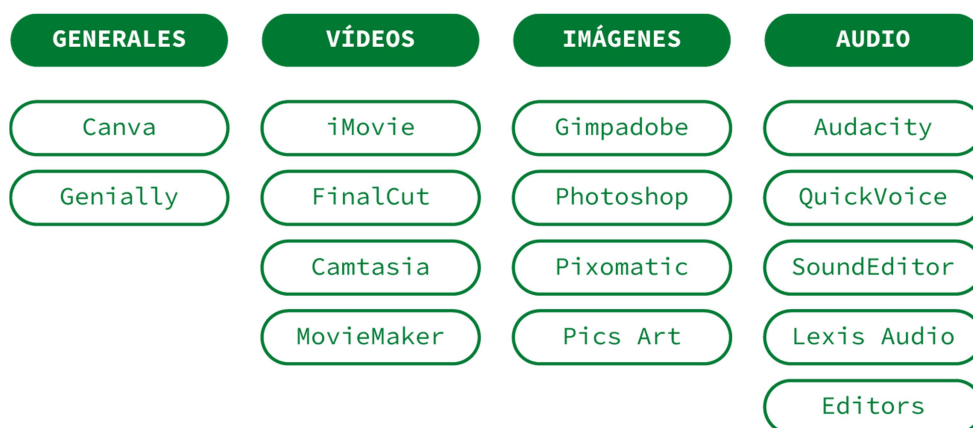 GENERALES
Canva
Genially
VÍDEOS
iMovie
FinalCut
Camtasia
MovieMaker
IMÁGENES
Gimpadobe
Photoshop
Pixomatic
Pics Art
AUDIO
Audacity
QuickVoice
SoundEditor
Lexis Audio
Editors